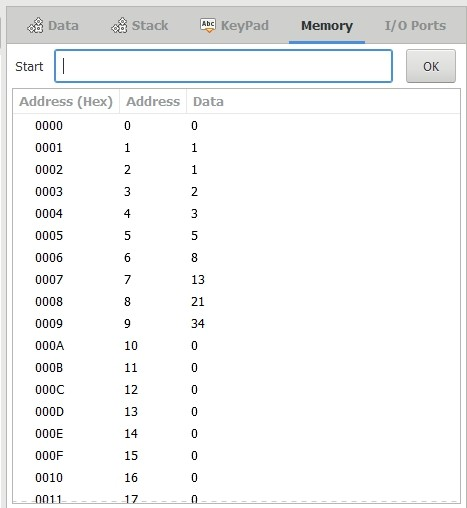 Data Stack Abc KeyPad Memory I/O Ports
Start OK
Address (Hex) Address Data
0000 0 0
0001 1 1
0002 2 1
0003 3 2
0004 4 3
0005 5 5
0006 6 8
0007 7 13
0008 8 21
0009 9 34
000A 10 0
000B 11 0
000C 12 0
000D 13 0
000E 14 0
000F 15 0
0010 16 0
0011 17 0